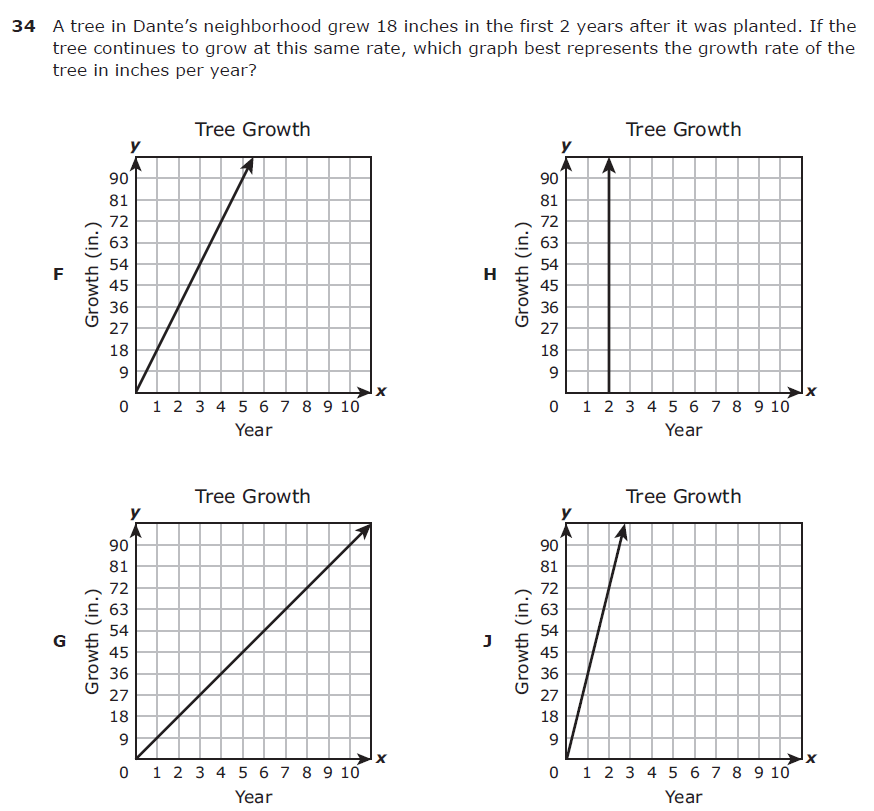 34 A tree in Dante’s neighborhood grew 18 inches in the first 2 years after it was planted. If the
tree continues to grow at this same rate, which graph best represents the growth rate of the
tree in inches per year?
F
Tree Growth
y
90
81
72
63
54
45
36
27
18
9
Growth (in.)
0 1 2 3 4 5 6 7 8 9 10
x
Year
H
Tree Growth
y
90
81
72
63
54
45
36
27
18
9
Growth (in.)
0 1 2 3 4 5 6 7 8 9 10
x
Year
G
Tree Growth
y
90
81
72
63
54
45
36
27
18
9
Growth (in.)
0 1 2 3 4 5 6 7 8 9 10
x
Year
J
Tree Growth
y
90
81
72
63
54
45
36
27
18
9
Growth (in.)
0 1 2 3 4 5 6 7 8 9 10
x
Year